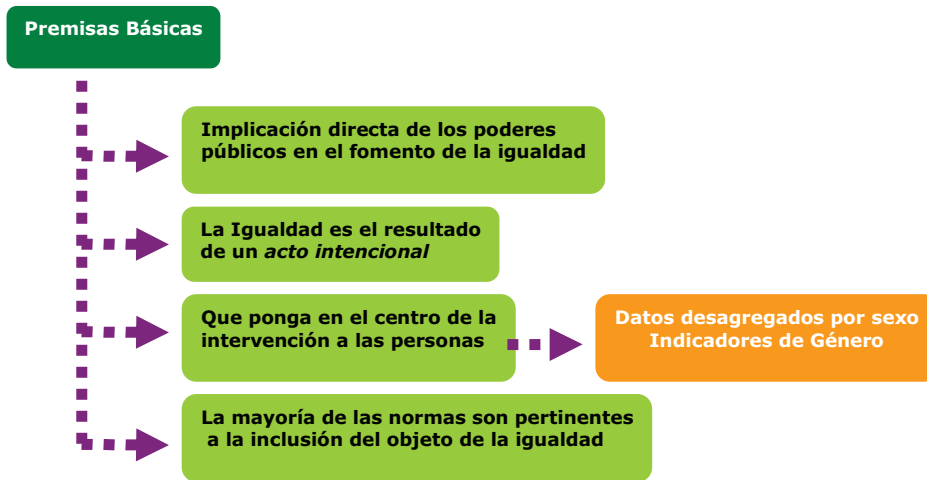 Premisas Básicas
Implicación directa de los poderes
públicos en el fomento de la igualdad
La Igualdad es el resultado
de un acto intencional
Que ponga en el centro de la
intervención a las personas
Datos desagregados por sexo
Indicadores de Género
La mayoría de las normas son pertinentes
a la inclusión del objeto de la igualdad